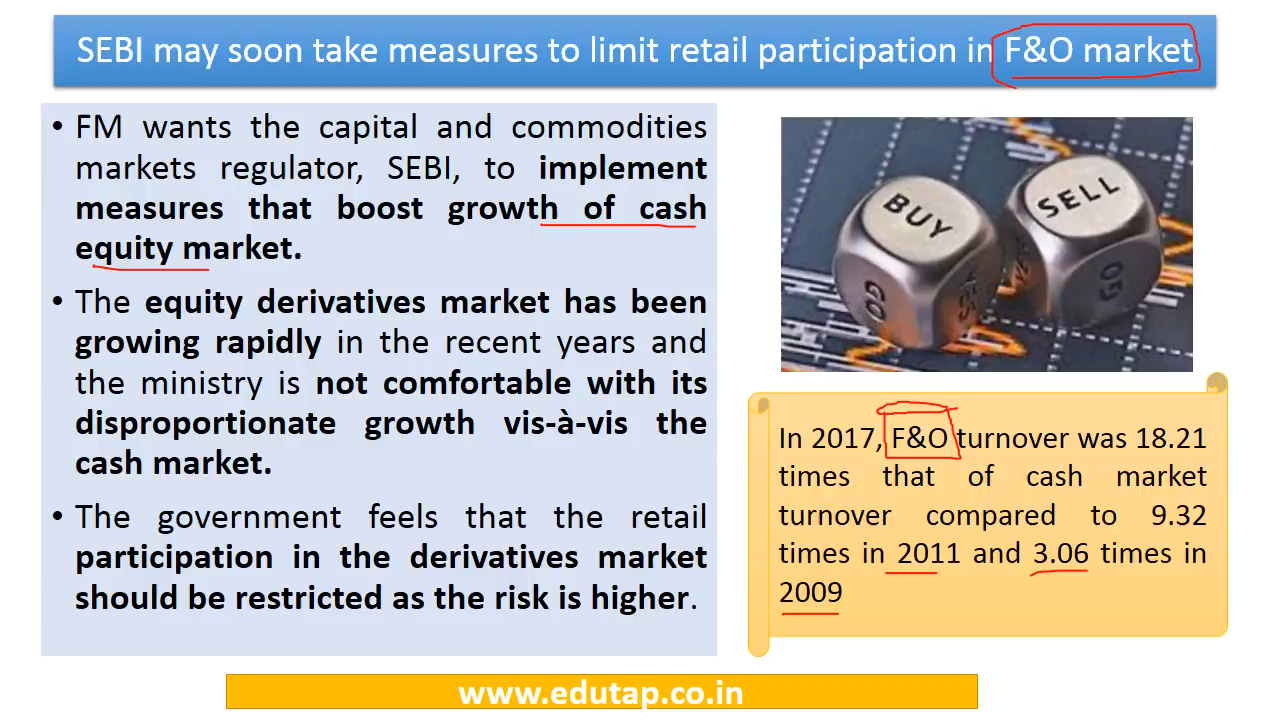 SEBI may soon take measures to limit retail participation in F&O market
• FM wants the capital and commodities
markets regulator, SEBI, to implement
measures that boost growth of cash
equity market.
• The equity derivatives market has been
growing rapidly in the recent years and
the ministry is not comfortable with its
disproportionate growth vis-à-vis the
cash market.
• The government feels that the retail
participation in the derivatives market
should be restricted as the risk is higher.
BUY
SELL
In 2017, F&O turnover was 18.21
times that of cash market
turnover compared to 9.32
times in 2011 and 3.06 times in
2009
www.edutap.co.in